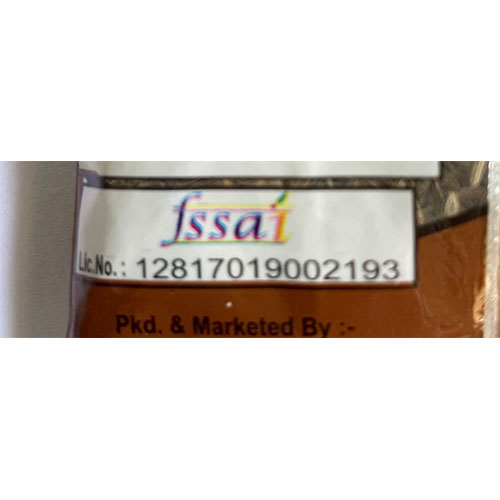 fssai
Lic.No. : 12817019002193
Pkd. & Marketed By :-